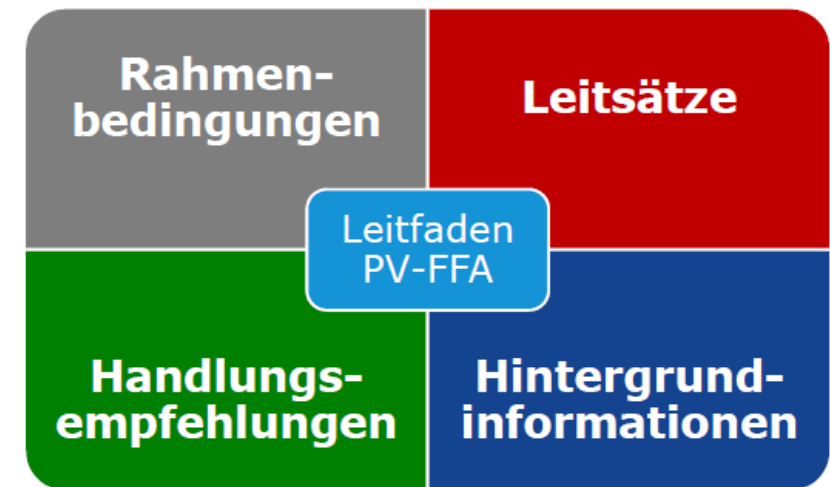 Rahmen-
bedingungen
Leitsätze
Leitfaden
PV-FFA
Handlungs-
empfehlungen
Hintergrund-
informationen